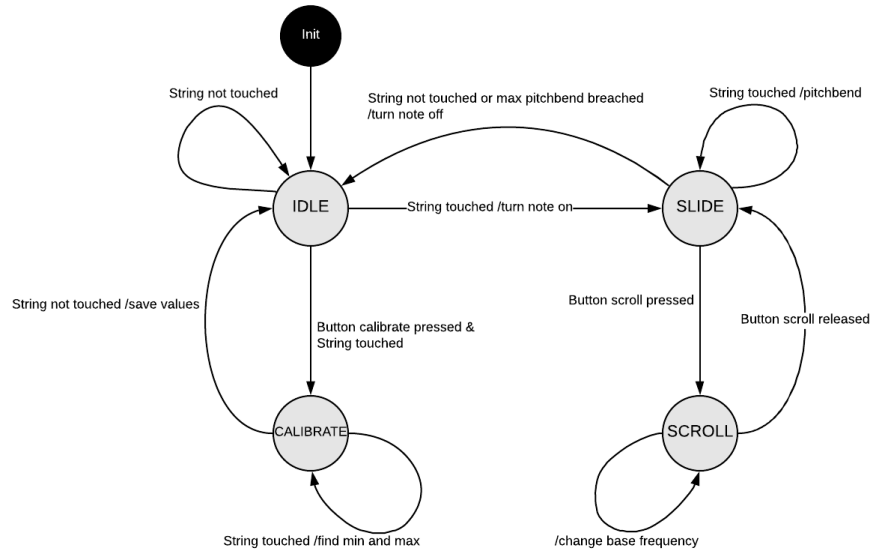 Init
String not touched
String not touched or max pitchbend breached
/turn note off
String touched /pitchbend
IDLE
String touched /turn note on
SLIDE
String not touched /save values
Button calibrate pressed &
String touched
Button scroll pressed
Button scroll released
CALIBRATE
SCROLL
String touched /find min and max
/change base frequency